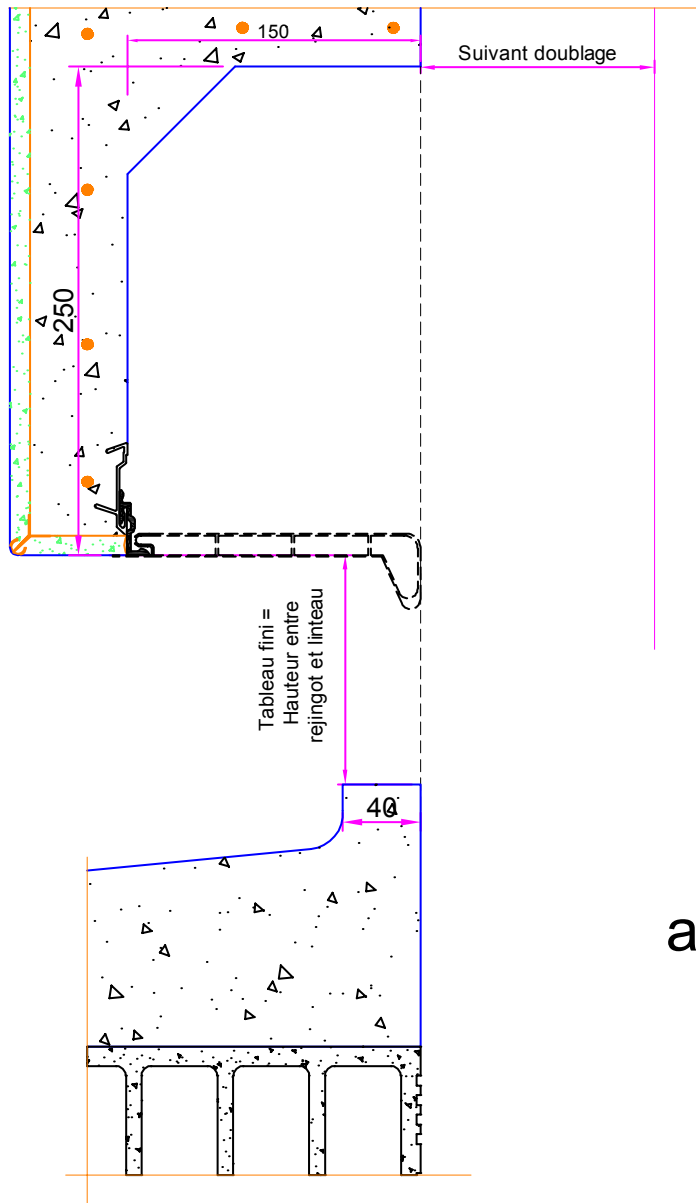 150
Suivant doublage
250
Tableau fini =
Hauteur entre
rejingot et linteau
40
a